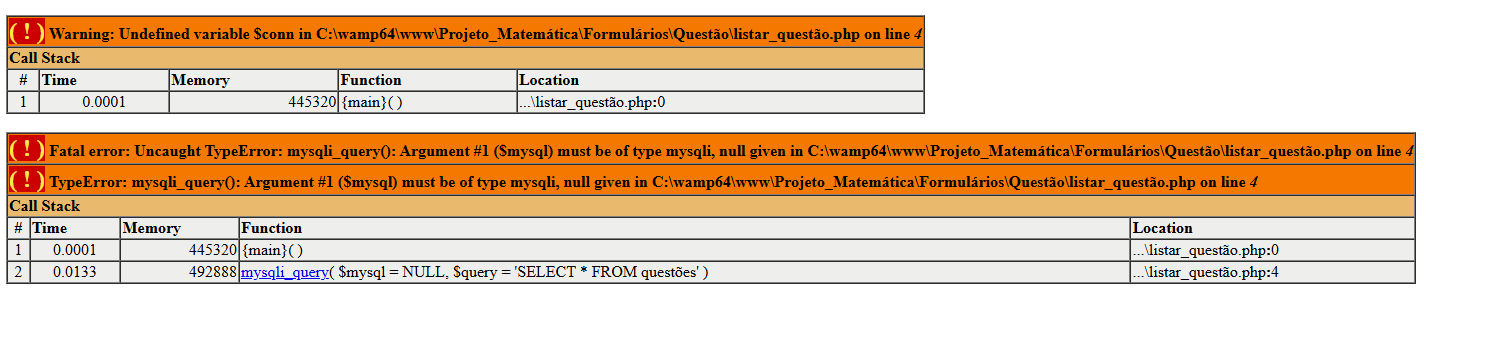 ( ! ) Warning: Undefined variable $conn in C:\wamp64\www\Projeto_Matemática\Formulários\Questão\listar_questão.php on line 4
Call Stack
# Time Memory Function Location
1 0.0001 445320 {main}( ) ...\listar_questão.php:0
( ! ) Fatal error: Uncaught TypeError: mysqli_query(): Argument #1 ($mysql) must be of type mysqli, null given in C:\wamp64\www\Projeto_Matemática\Formulários\Questão\listar_questão.php on line 4
( ! ) TypeError: mysqli_query(): Argument #1 ($mysql) must be of type mysqli, null given in C:\wamp64\www\Projeto_Matemática\Formulários\Questão\listar_questão.php on line 4
Call Stack
# Time Memory Function Location
1 0.0001 445320 {main}( ) ...\listar_questão.php:0
2 0.0133 492888 mysqli_query( $mysql = NULL, $query = 'SELECT * FROM questões' ) ...\listar_questão.php:4